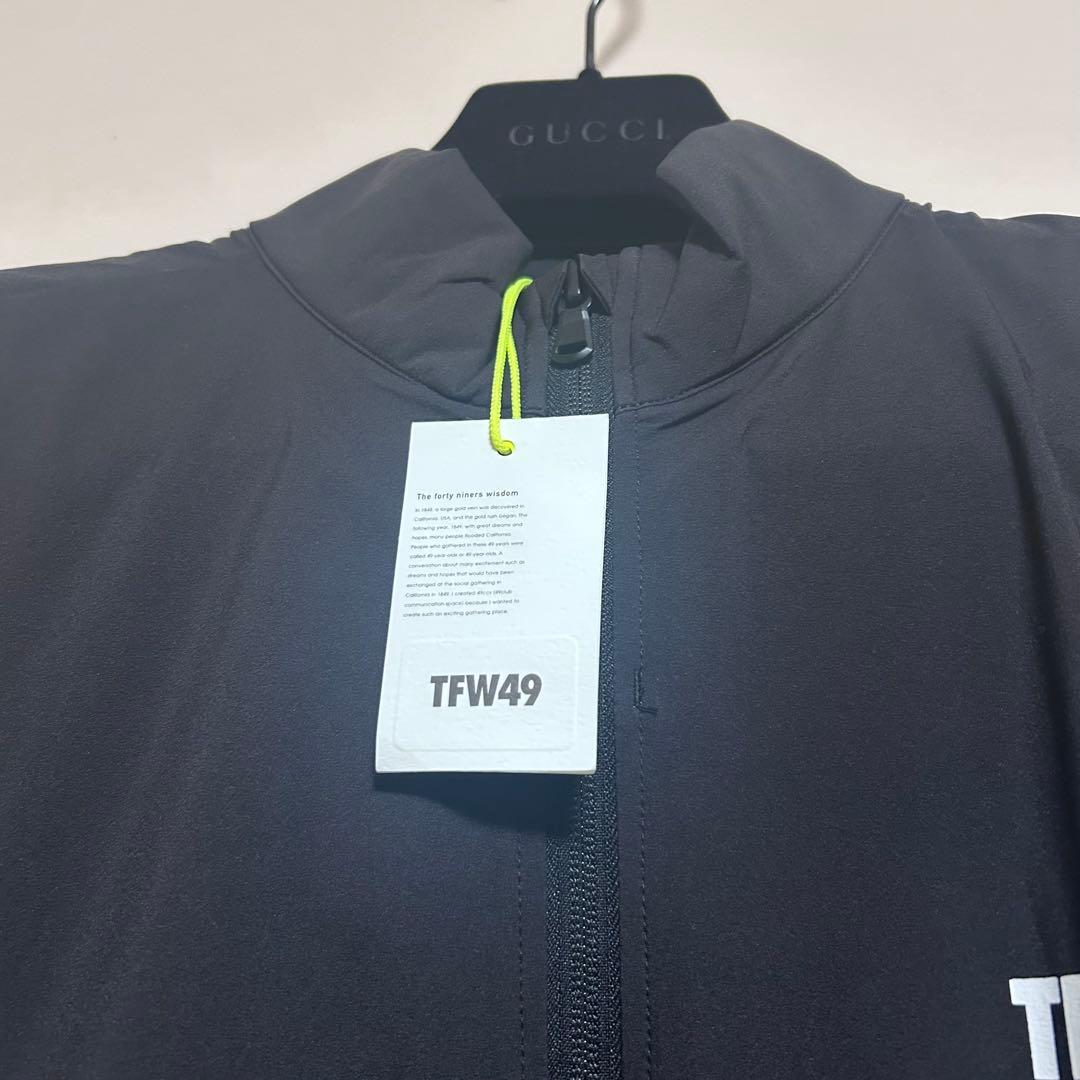 GUCCI
The forty niners wisdom
In 1848, a large gold vein was discovered in
California, USA, and the gold rush began. The
following year, 1849, with great dreams and
hopes, many people flooded California.
People who gathered in these 49 years were
called 49-year-olds or 49-year-olds. A
conversation about many excitement such as
dreams and hopes that would have been
exchanged at the social gathering in
California in 1849. I created 49ccs (49club
communication space) because I wanted to
create such an exciting gathering place.
TFW49
T